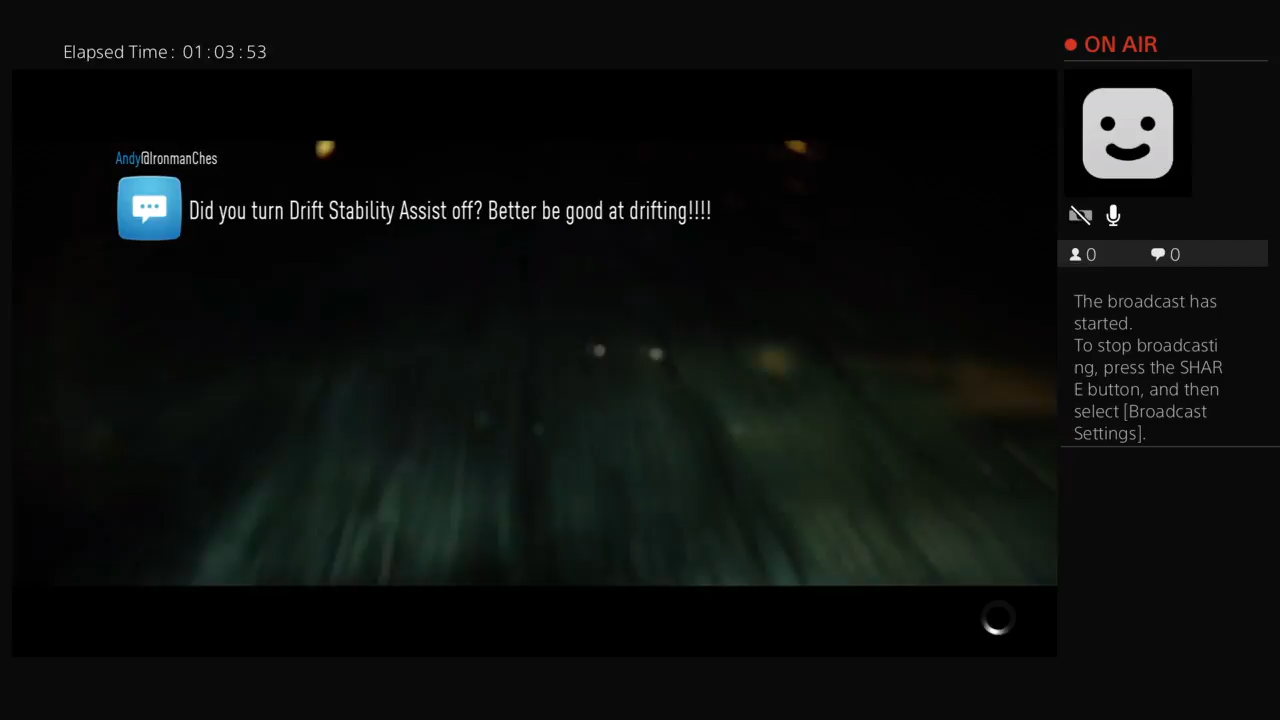 Elapsed Time: 01:03:53
ON AIR
Andy@IronmanChes
Did you turn Drift Stability Assist off? Better be good at drifting!!!!
0
0
The broadcast has
started.
To stop broadcasti
ng, press the SHAR
E button, and then
select [Broadcast
Settings].